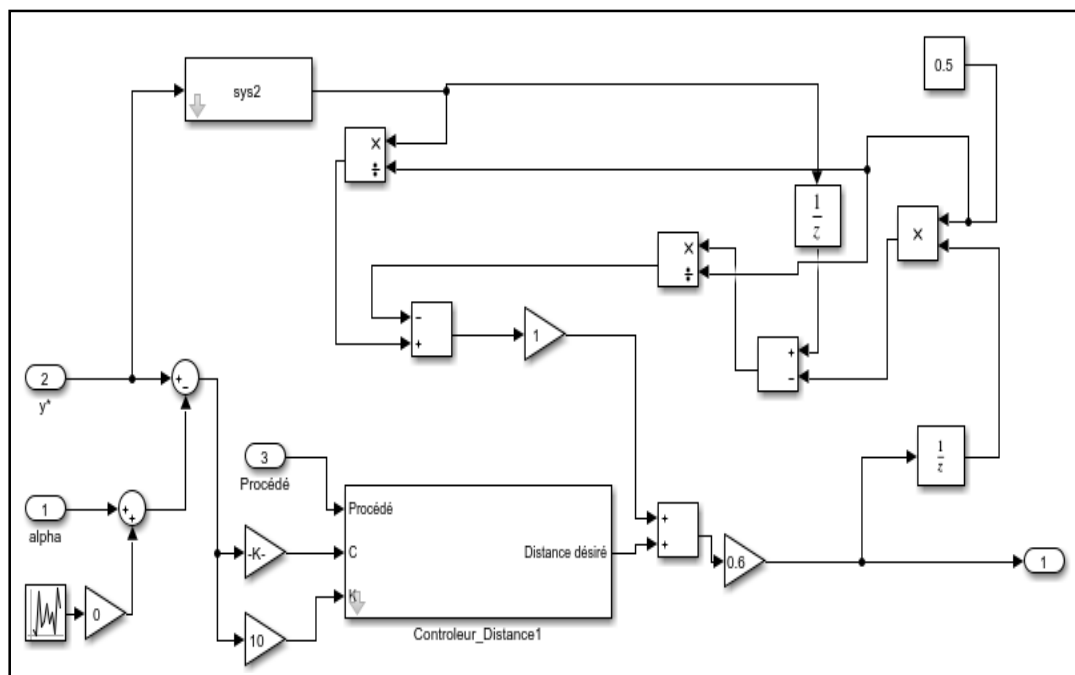 sys2
0.5
×
÷
1
z
×
×
÷
−
+
1
+
−
2
y*
+
−
3
Procédé
1
z
1
alpha
+
+
Procédé
C
K
Distance désiré
Controleur_Distance1
-K-
10
0
+
+
0.6
1